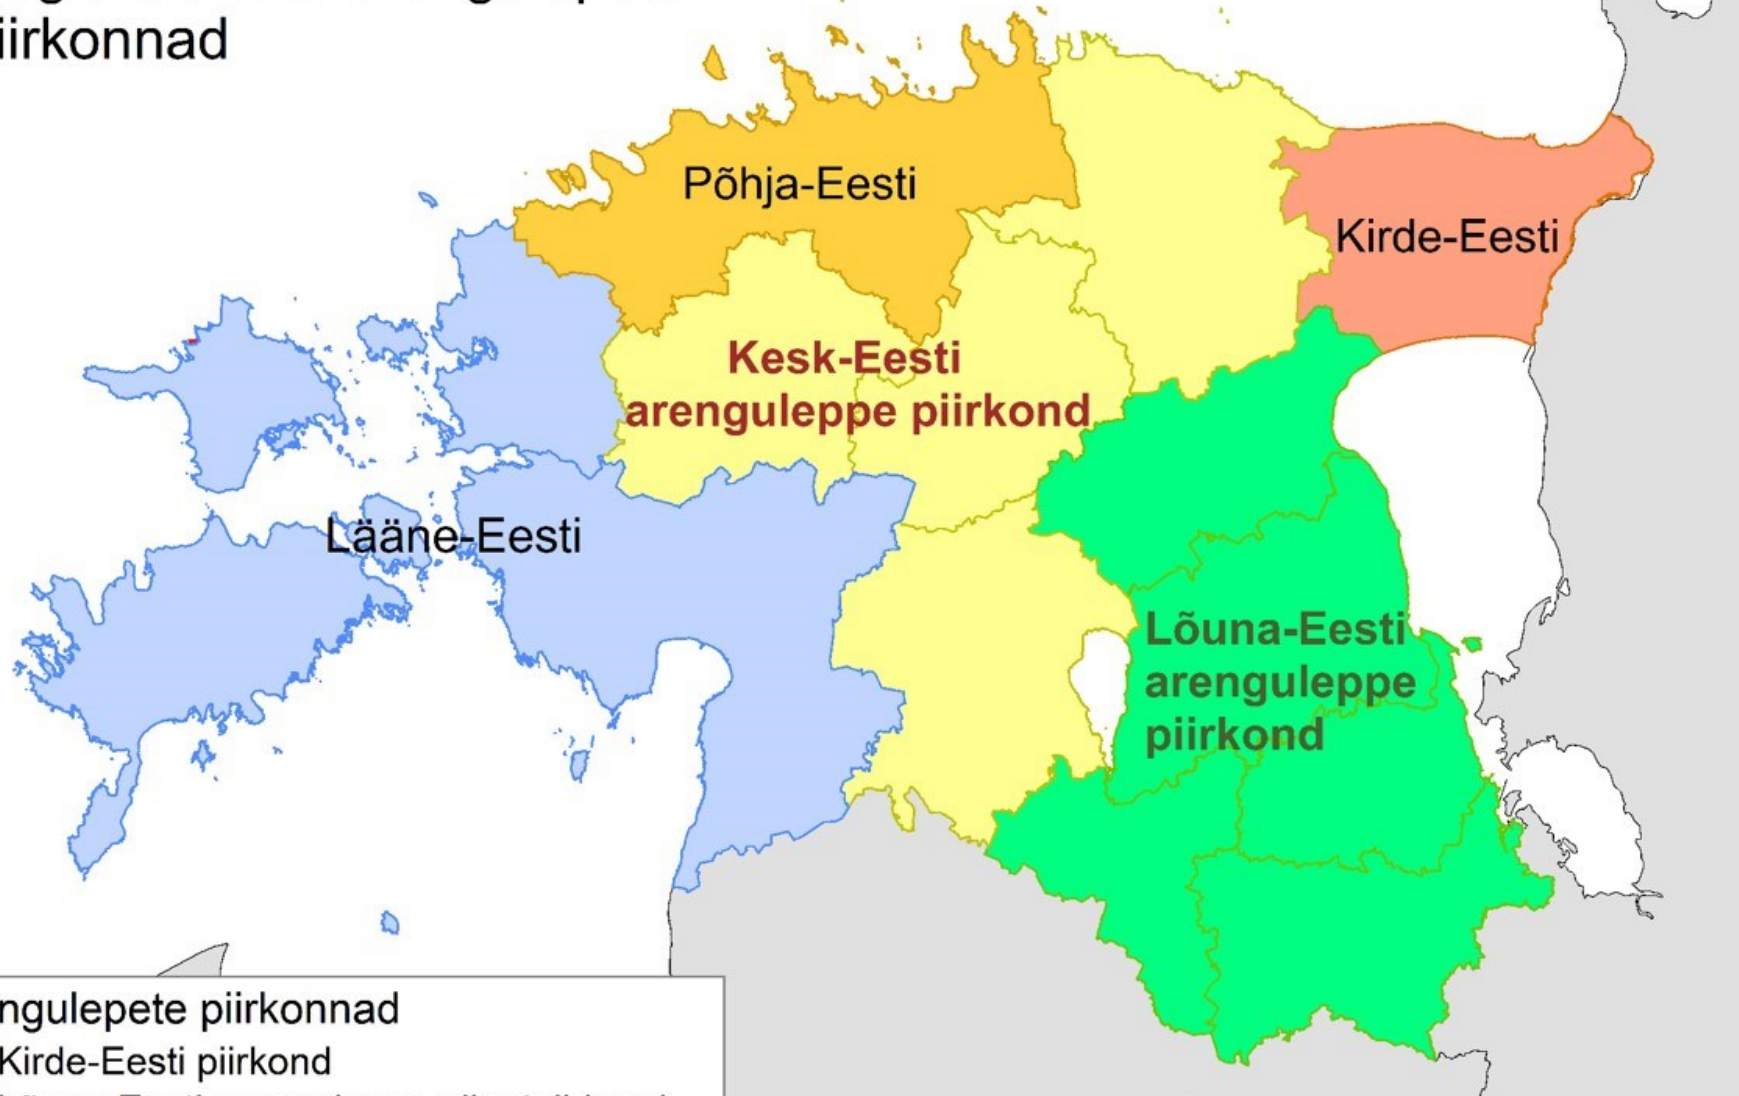 iirkonnad
Põhja-Eesti
Kirde-Eesti
Kesk-Eesti
arenguleppe piirkond
Lääne-Eesti
Lõuna-Eesti
arenguleppe
piirkond
ngulepete piirkonnad
Kirde-Eesti piirkond